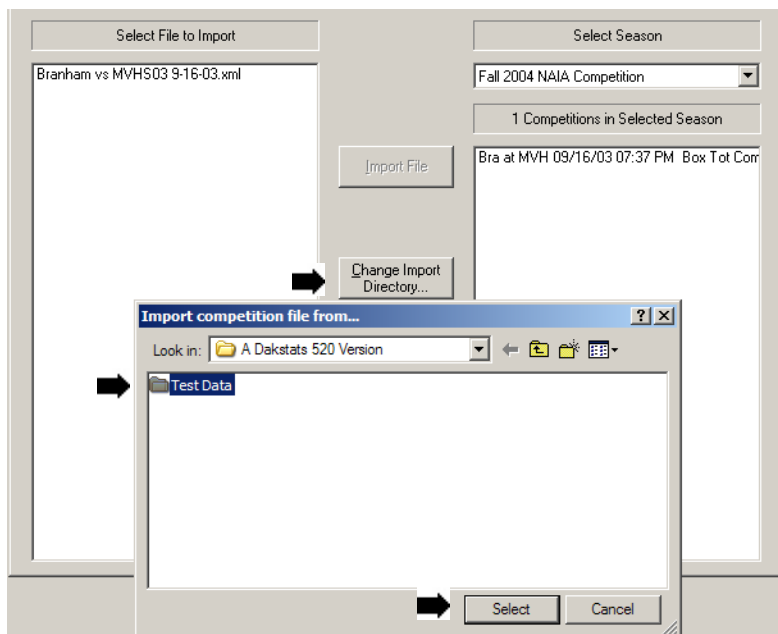 Select File to Import
Select Season
Branham vs MVHS03 9-16-03.xml
Fall 2004 NAIA Competition
1 Competitions in Selected Season
Import File
Bra at MVH 09/16/03 07:37 PM Box Tot Com
Change Import
Directory...
Import competition file from...
Look in: A Dakstats 520 Version
Test Data
Select Cancel